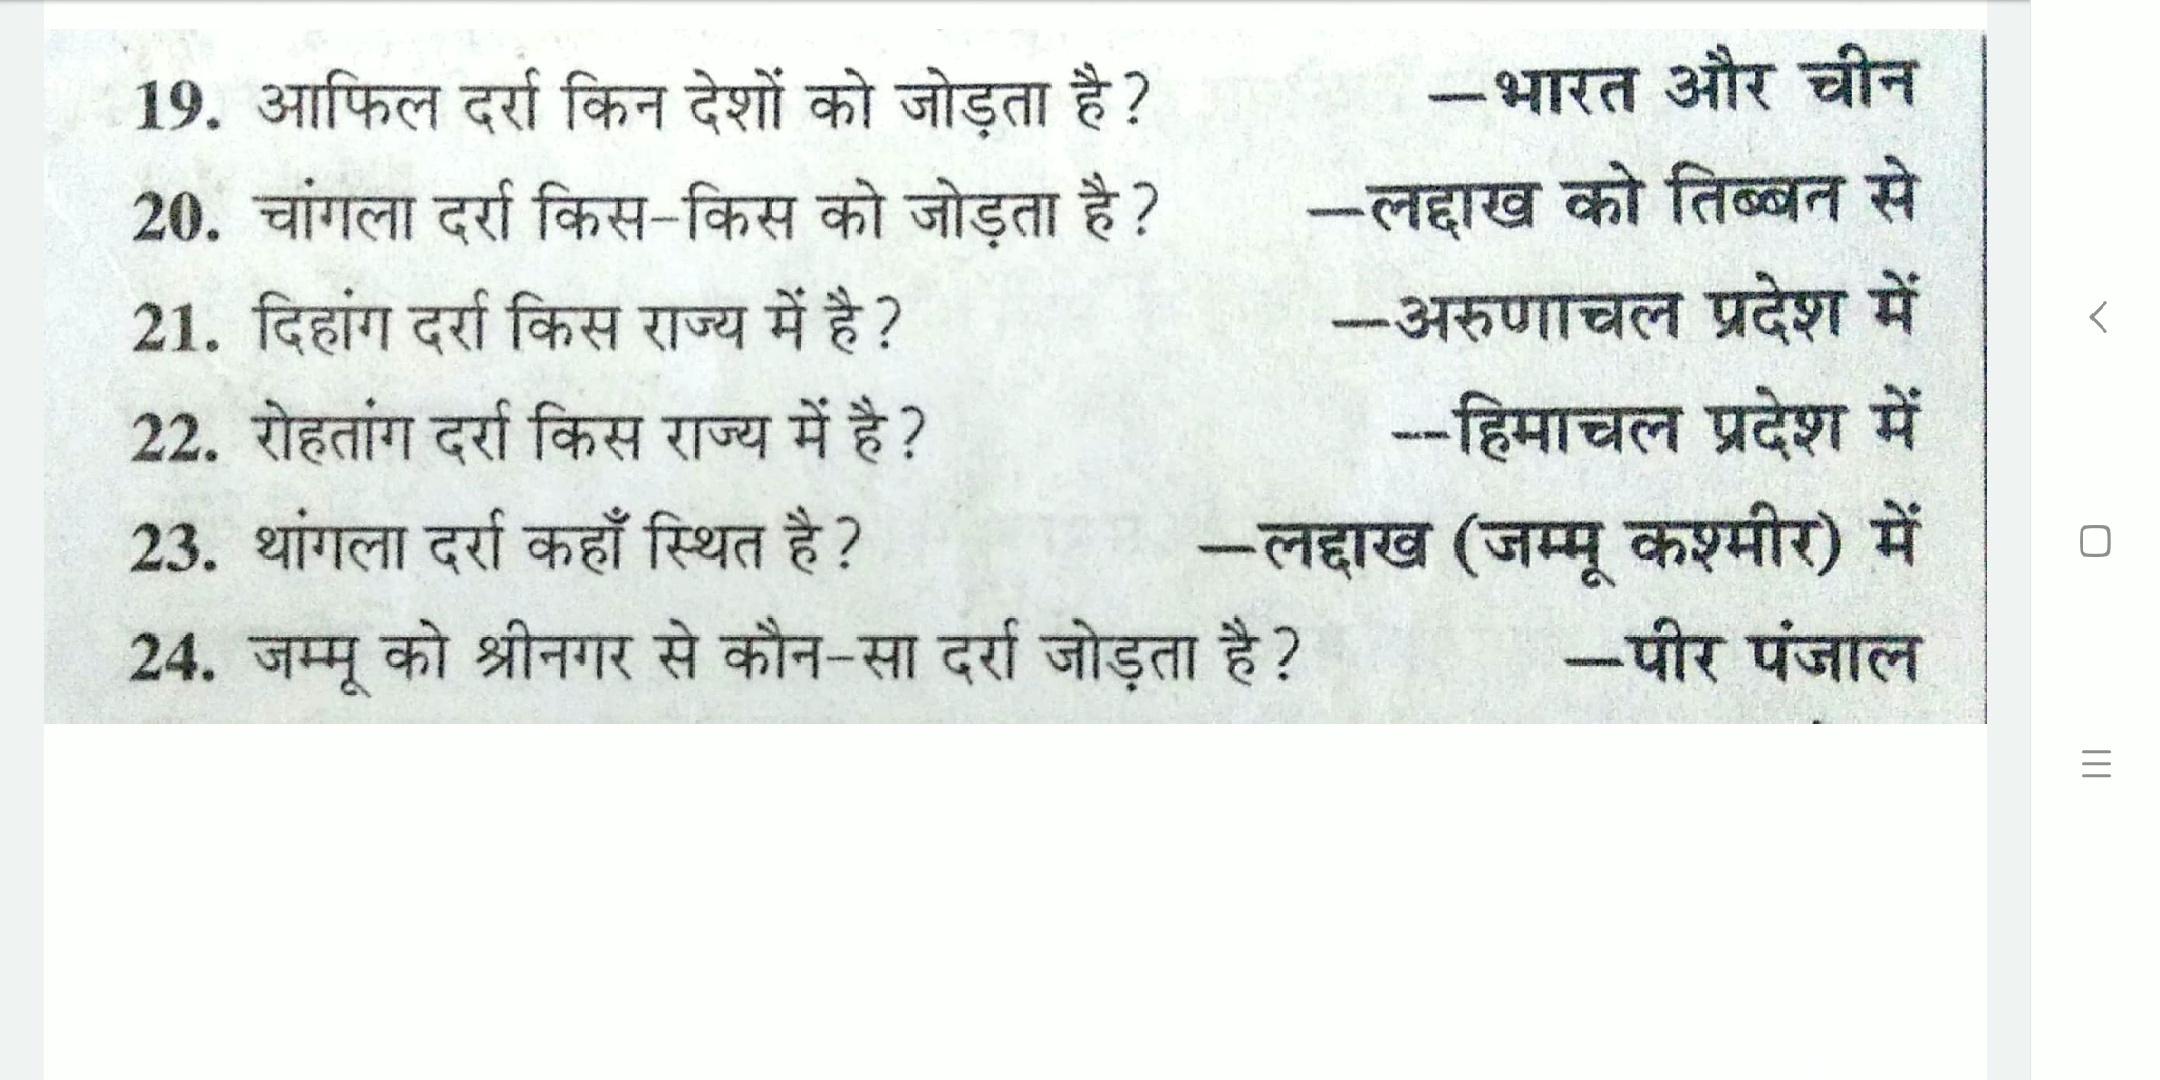 19. आफिल दर्रा किन देशों को जोड़ता है? —भारत और चीन
20. चांगला दर्रा किस-किस को जोड़ता है? —लद्दाख को तिब्बत से
21. दिहांग दर्रा किस राज्य में है? —अरुणाचल प्रदेश में
22. रोहतांग दर्रा किस राज्य में है? --हिमाचल प्रदेश में
23. थांगला दर्रा कहाँ स्थित है? —लद्दाख (जम्मू कश्मीर) में
24. जम्मू को श्रीनगर से कौन-सा दर्रा जोड़ता है? —पीर पंजाल